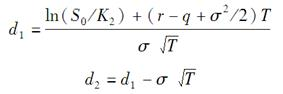 d₁ = (ln(S₀/K₂) + (r − q + σ²/2) T) / (σ √T)
d₂ = d₁ − σ √T